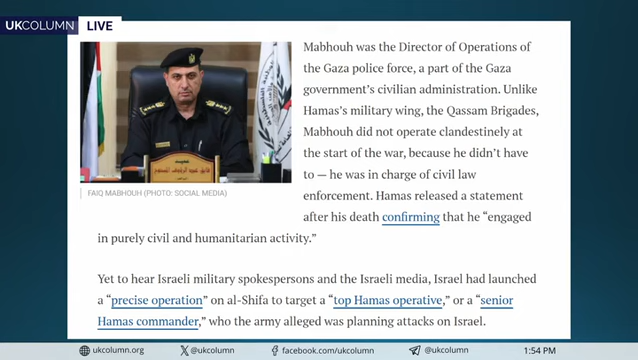 UKCOLUMN LIVE
Mabhouh was the Director of Operations of
the Gaza police force, a part of the Gaza
government's civilian administration. Unlike
Hamas's military wing, the Qassam Brigades,
Mabhouh did not operate clandestinely at
the start of the war, because he didn't have
to — he was in charge of civil law
enforcement. Hamas released a statement
after his death confirming that he “engaged
in purely civil and humanitarian activity.”
FAIQ MABHOUH (PHOTO: SOCIAL MEDIA)
Yet to hear Israeli military spokespersons and the Israeli media, Israel had launched
a “precise operation” on al-Shifa to target a “top Hamas operative,” or a “senior
Hamas commander,” who the army alleged was planning attacks on Israel.
ukcolumn.org @ukcolumn facebook.com/ukcolumn @ukcolumn 1:54 PM